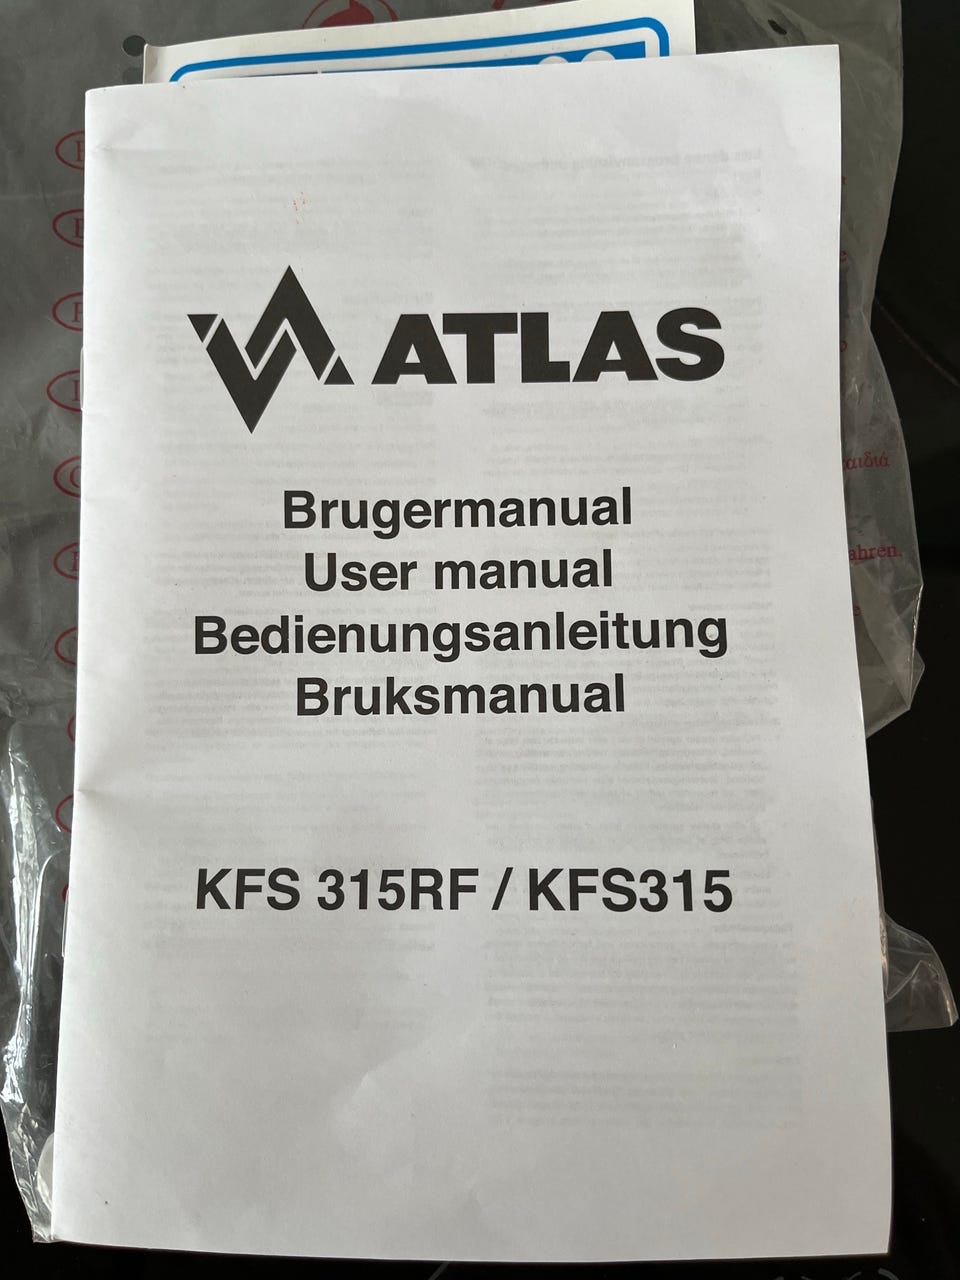 ATLAS
Brugermanual
User manual
Bedienungsanleitung
Bruksmanual
KFS 315RF / KFS315